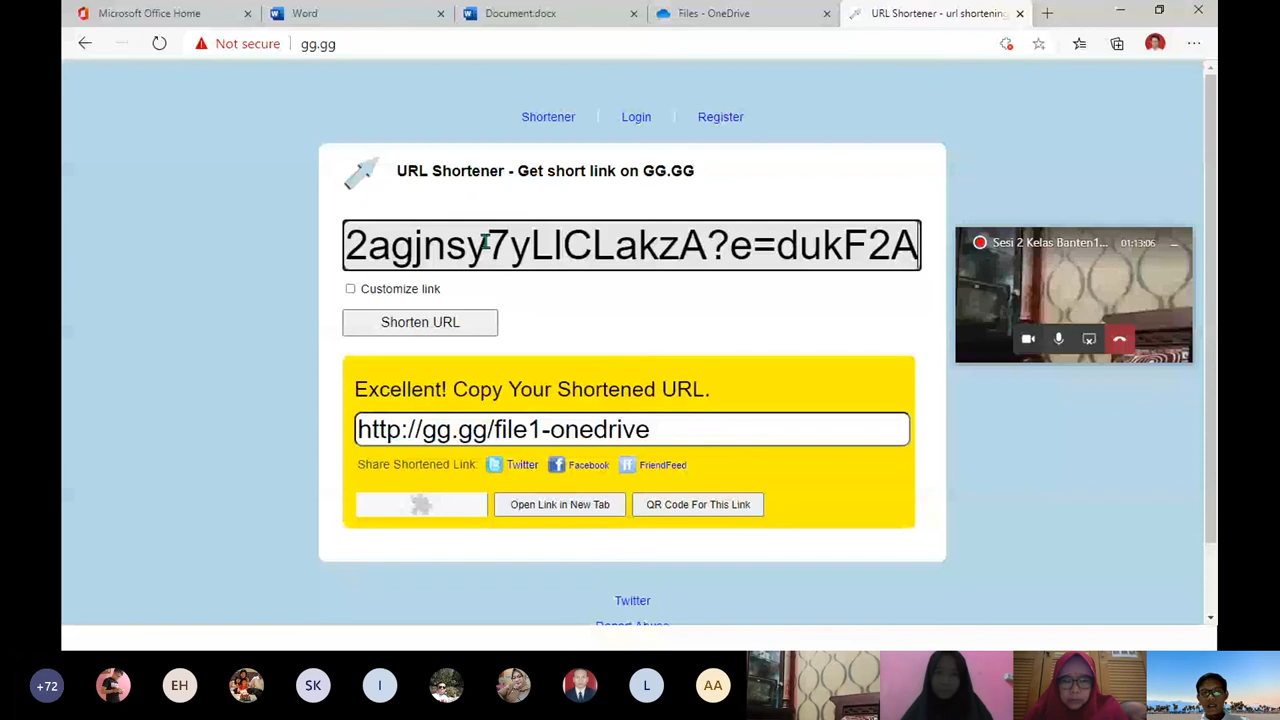 Microsoft Office Home
Word
Document.docx
Files - OneDrive
URL Shortener - url shortening
Not secure
gg.gg
Shortener
Login
Register
URL Shortener - Get short link on GG.GG
2agjnsy7yLlCLakzA?e=dukF2A
Customize link
Shorten URL
Sesi 2 Kelas Banten1...
01:13:06
Excellent! Copy Your Shortened URL.
http://gg.gg/file1-onedrive
Share Shortened Link:
Twitter
Facebook
FriendFeed
Open Link in New Tab
QR Code For This Link
Twitter
Report Abuse
+72
EH
SK
I
L
AA